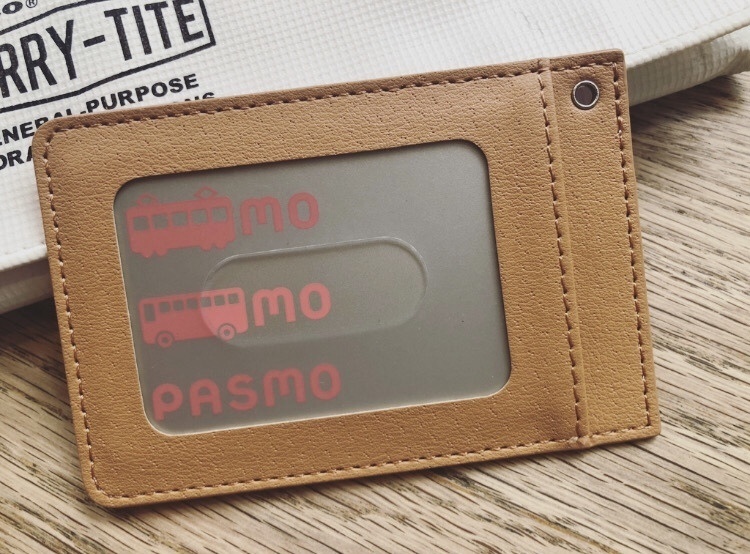 RRY-TITE
GENERAL-PURPOSE
MO
MO
PASMO